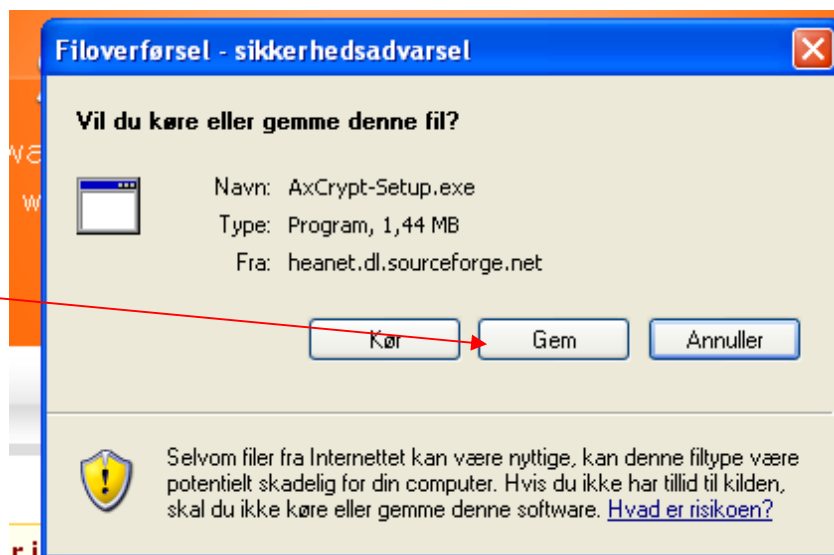 Filoverførsel - sikkerhedsadvarsel
Vil du køre eller gemme denne fil?
Navn: AxCrypt-Setup.exe
Type: Program, 1,44 MB
Fra: heanet.dl.sourceforge.net
Kør Gem Annuller
Selvom filer fra Internettet kan være nyttige, kan denne filtype være
potentielt skadelig for din computer. Hvis du ikke har tillid til kilden,
skal du ikke køre eller gemme denne software. Hvad er risikoen?